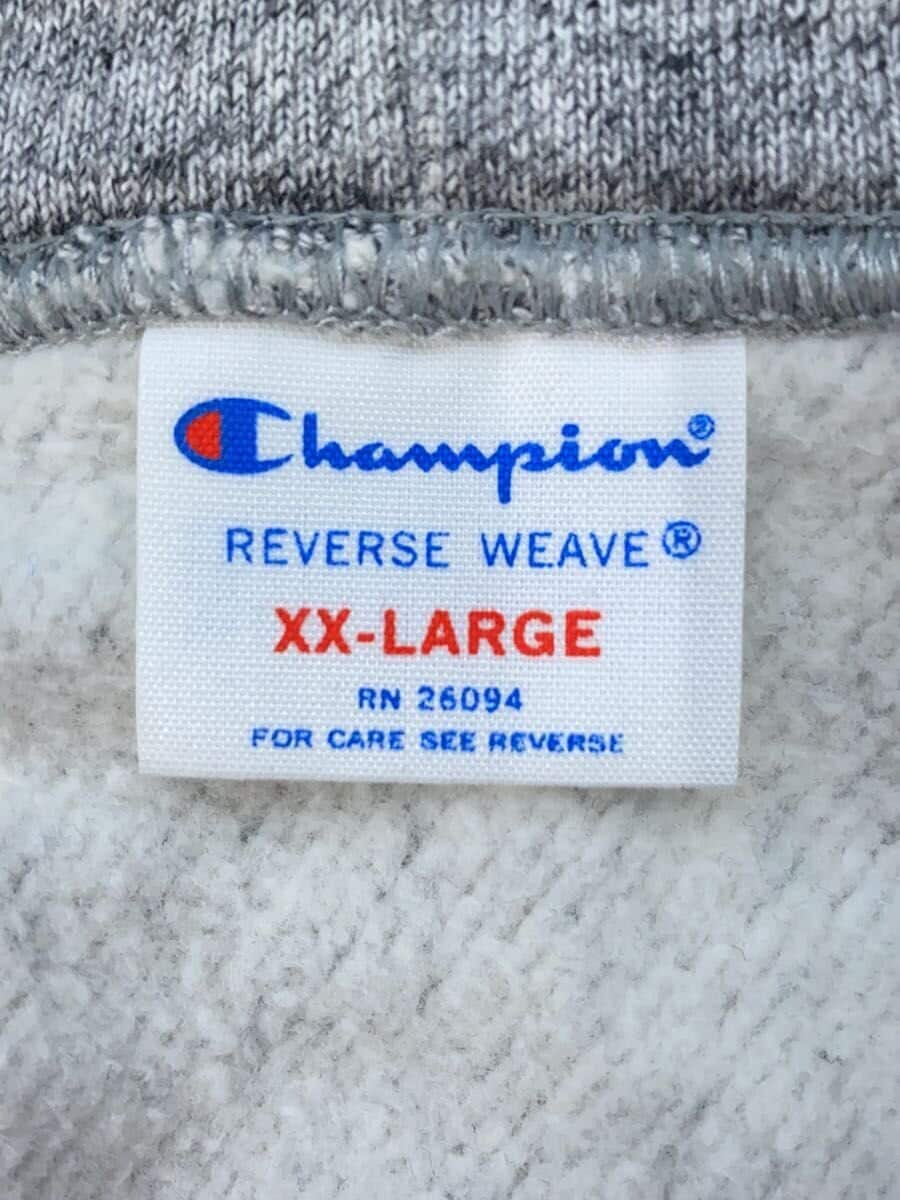 Champion®
REVERSE WEAVE®
XX-LARGE
RN 26094
FOR CARE SEE REVERSE